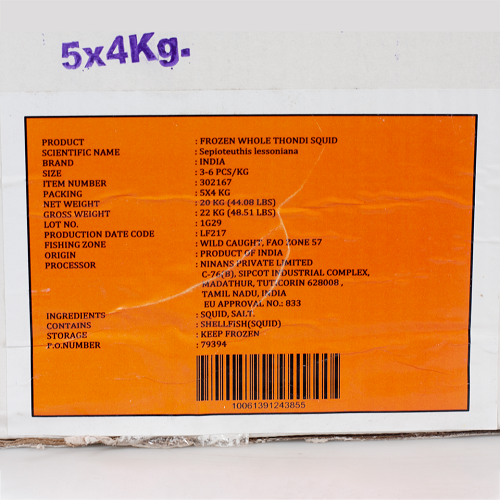 5x4Kg.
PRODUCT : FROZEN WHOLE THONDI SQUID
SCIENTIFIC NAME : Sepioteuthis lessoniana
BRAND : INDIA
SIZE : 3-6 PCS/KG
ITEM NUMBER : 302167
PACKING : 5X4 KG
NET WEIGHT : 20 KG (44.08 LBS)
GROSS WEIGHT : 22 KG (48.51 LBS)
LOT NO. : 1G29
PRODUCTION DATE CODE : LF217
FISHING ZONE : WILD CAUGHT, FAO ZONE 57
ORIGIN : PRODUCT OF INDIA
PROCESSOR : NINANS PRIVATE LIMITED
C-76(B), SIPCOT INDUSTRIAL COMPLEX,
MADATHUR, TUTICORIN 628008 ,
TAMIL NADU, INDIA
EU APPROVAL NO.: 833
INGREDIENTS : SQUID, SALT.
CONTAINS : SHELLFISH(SQUID)
STORAGE : KEEP FROZEN
P.O.NUMBER : 79394
10061391243855